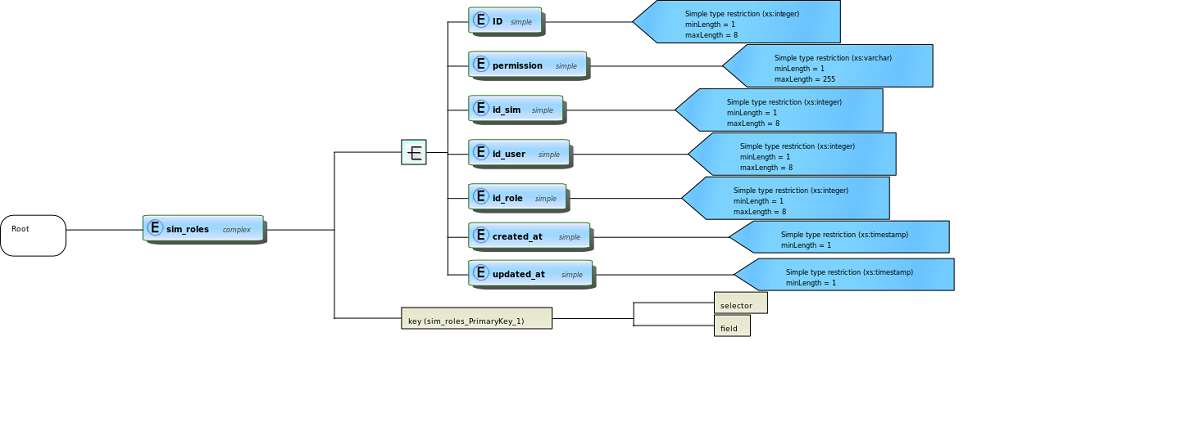 E ID simple
Simple type restriction (xs:integer)
minLength = 1
maxLength = 8
E permission simple
Simple type restriction (xs:varchar)
minLength = 1
maxLength = 255
E id_sim simple
Simple type restriction (xs:integer)
minLength = 1
maxLength = 8
E id_user simple
Simple type restriction (xs:integer)
minLength = 1
maxLength = 8
E id_role simple
Simple type restriction (xs:integer)
minLength = 1
maxLength = 8
Root
E sim_roles complex
E created_at simple
Simple type restriction (xs:timestamp)
minLength = 1
E updated_at simple
Simple type restriction (xs:timestamp)
minLength = 1
key (sim_roles_PrimaryKey_1)
selector
field